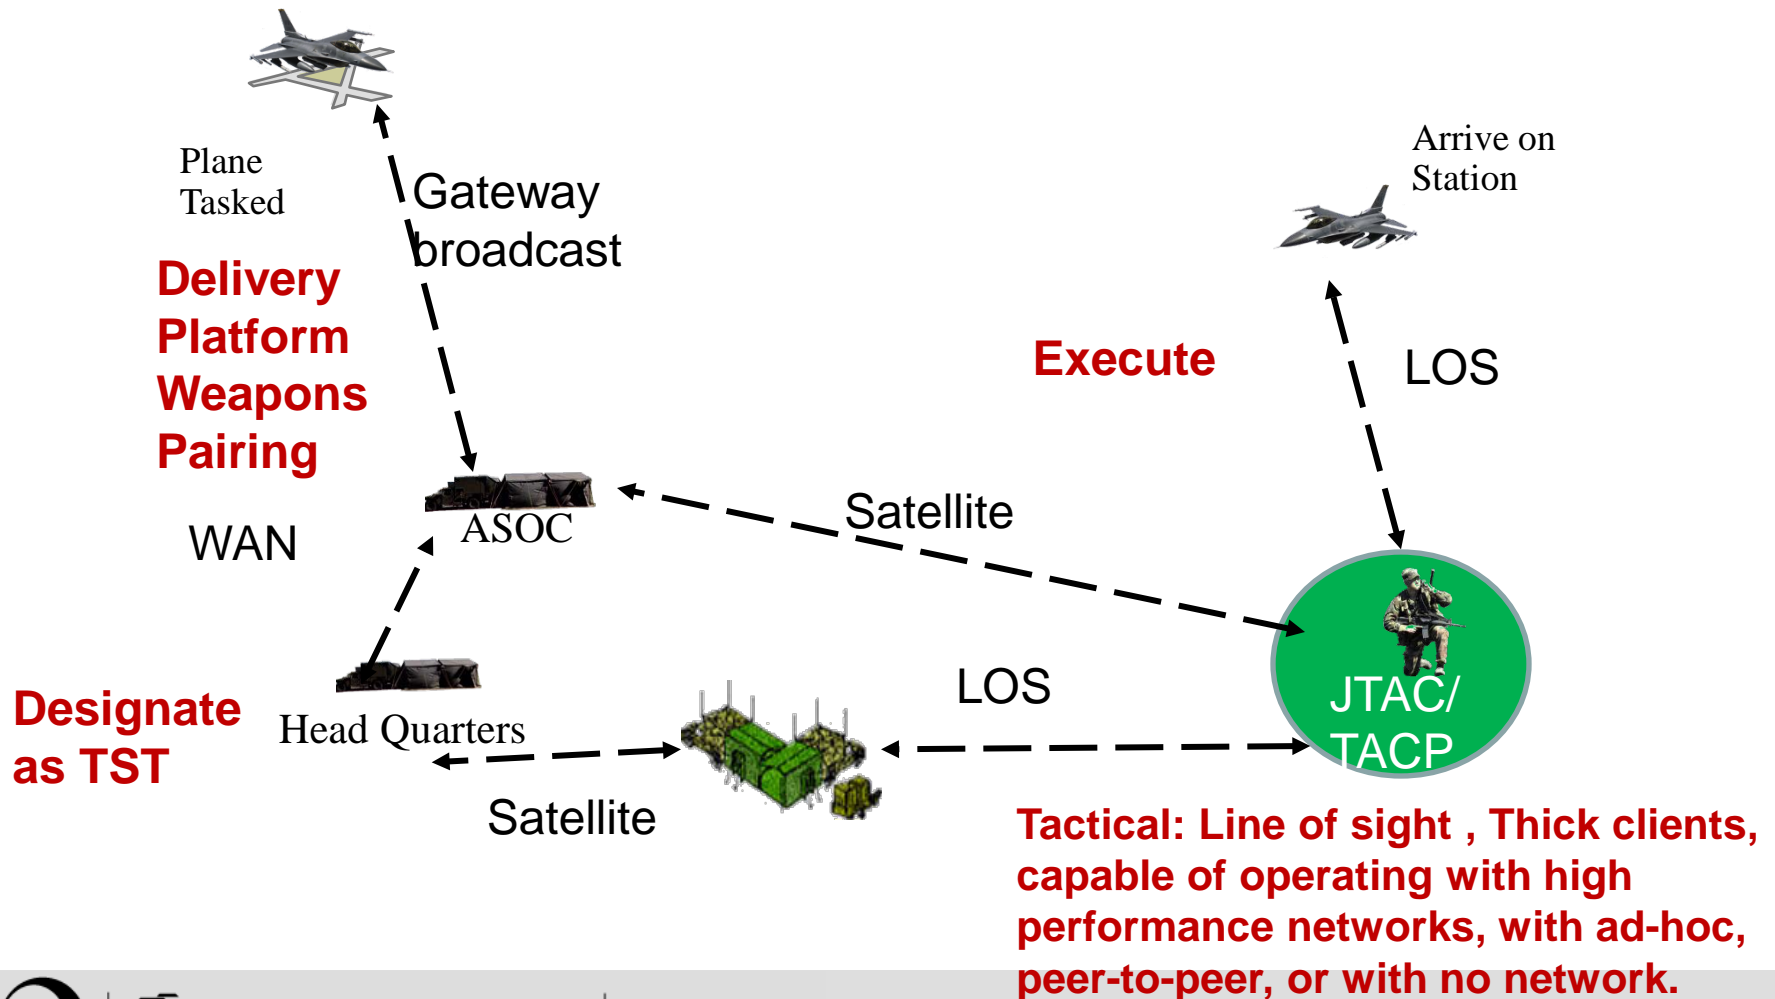 Plane
Tasked
Gateway
broadcast
Arrive on
Station
Delivery
Platform
Weapons
Pairing
Execute
LOS
WAN
ASOC
Satellite
Designate
as TST
Head Quarters
LOS
JTAC/
TACP
Satellite
Tactical: Line of sight , Thick clients,
capable of operating with high
performance networks, with ad-hoc,
peer-to-peer, or with no network.